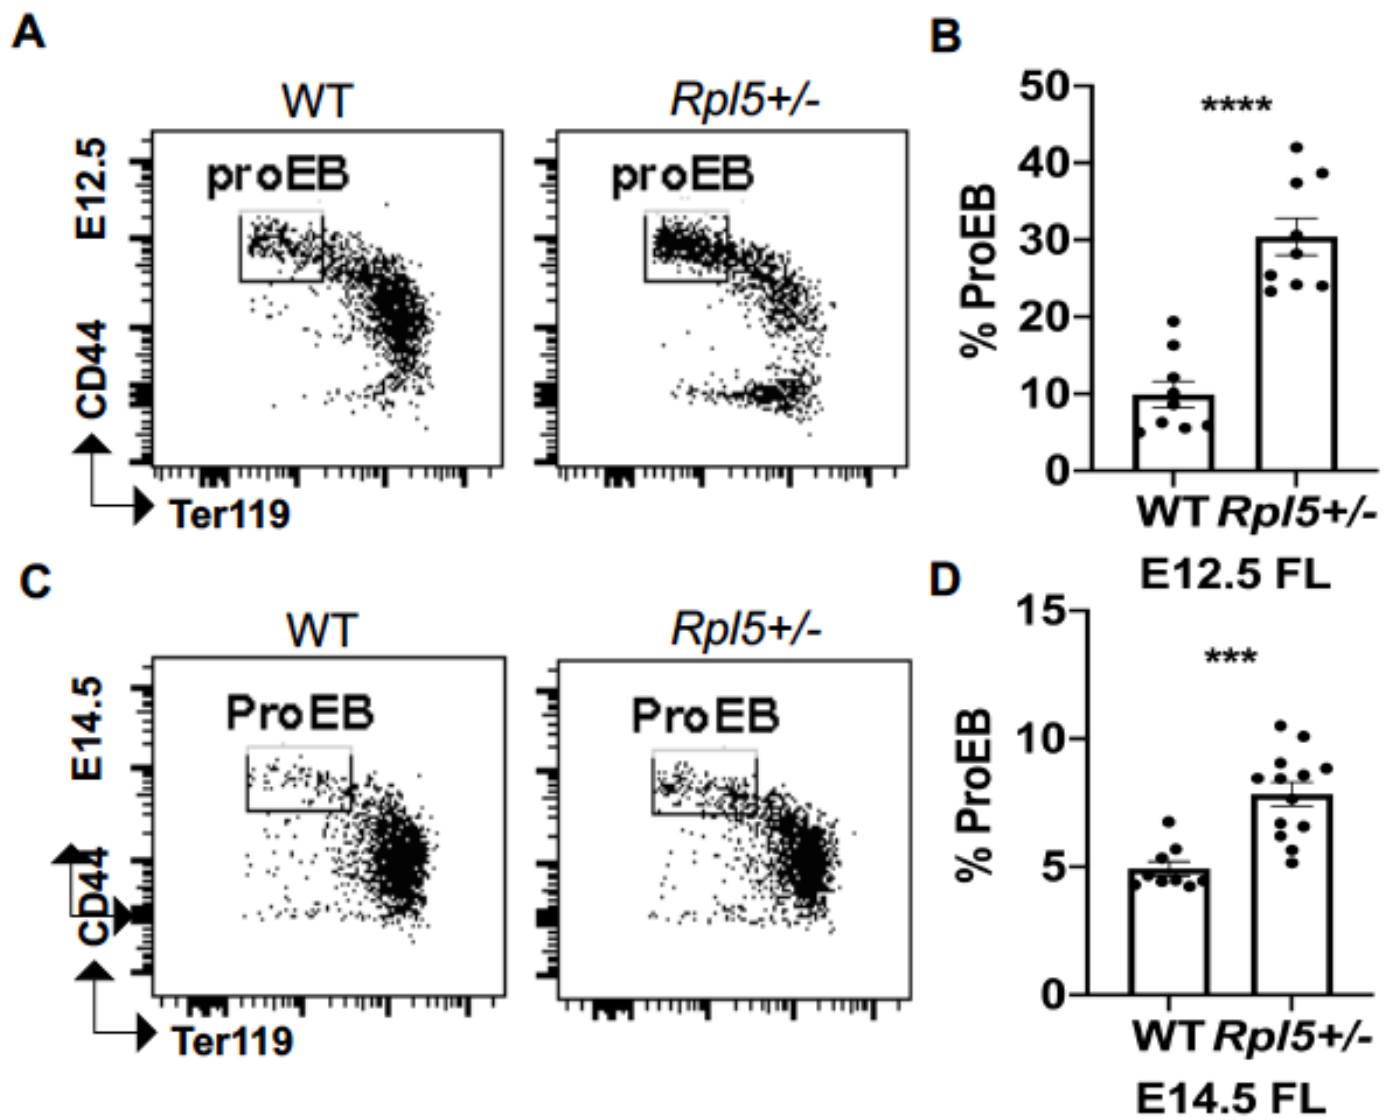 A
WT
Rpl5+/-
E12.5
CD44
proEB
proEB
Ter119
B
50
40
30
20
10
0
% ProEB
****
WT Rpl5+/-
E12.5 FL
C
WT
Rpl5+/-
E14.5
CD44
ProEB
ProEB
Ter119
D
15
10
5
0
% ProEB
***
WT Rpl5+/-
E14.5 FL